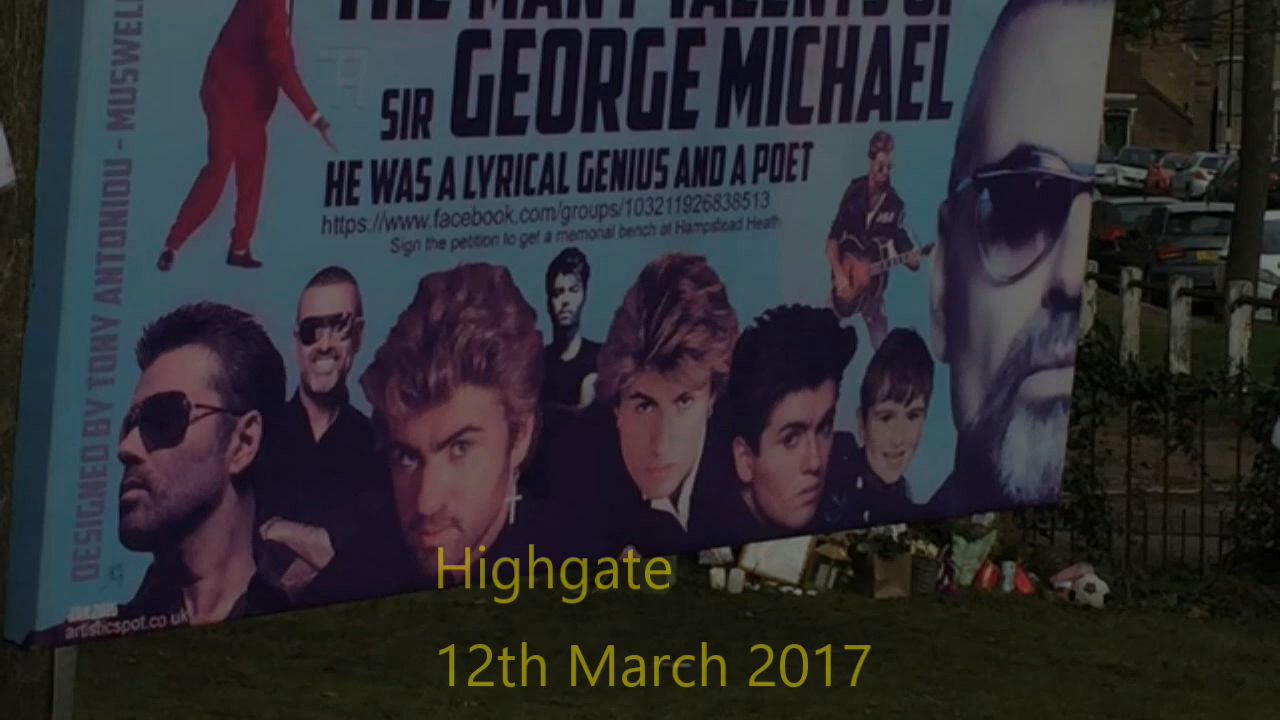 THE MANY TALENTS OF
SIR GEORGE MICHAEL
HE WAS A LYRICAL GENIUS AND A POET
https://www.facebook.com/groups/103211926838513
Sign the petition to get a memorial bench at Hampstead Heath
DESIGNED BY TONY ANTONIOU - MUSWELL
artisticspot.co.uk
Highgate
12th March 2017